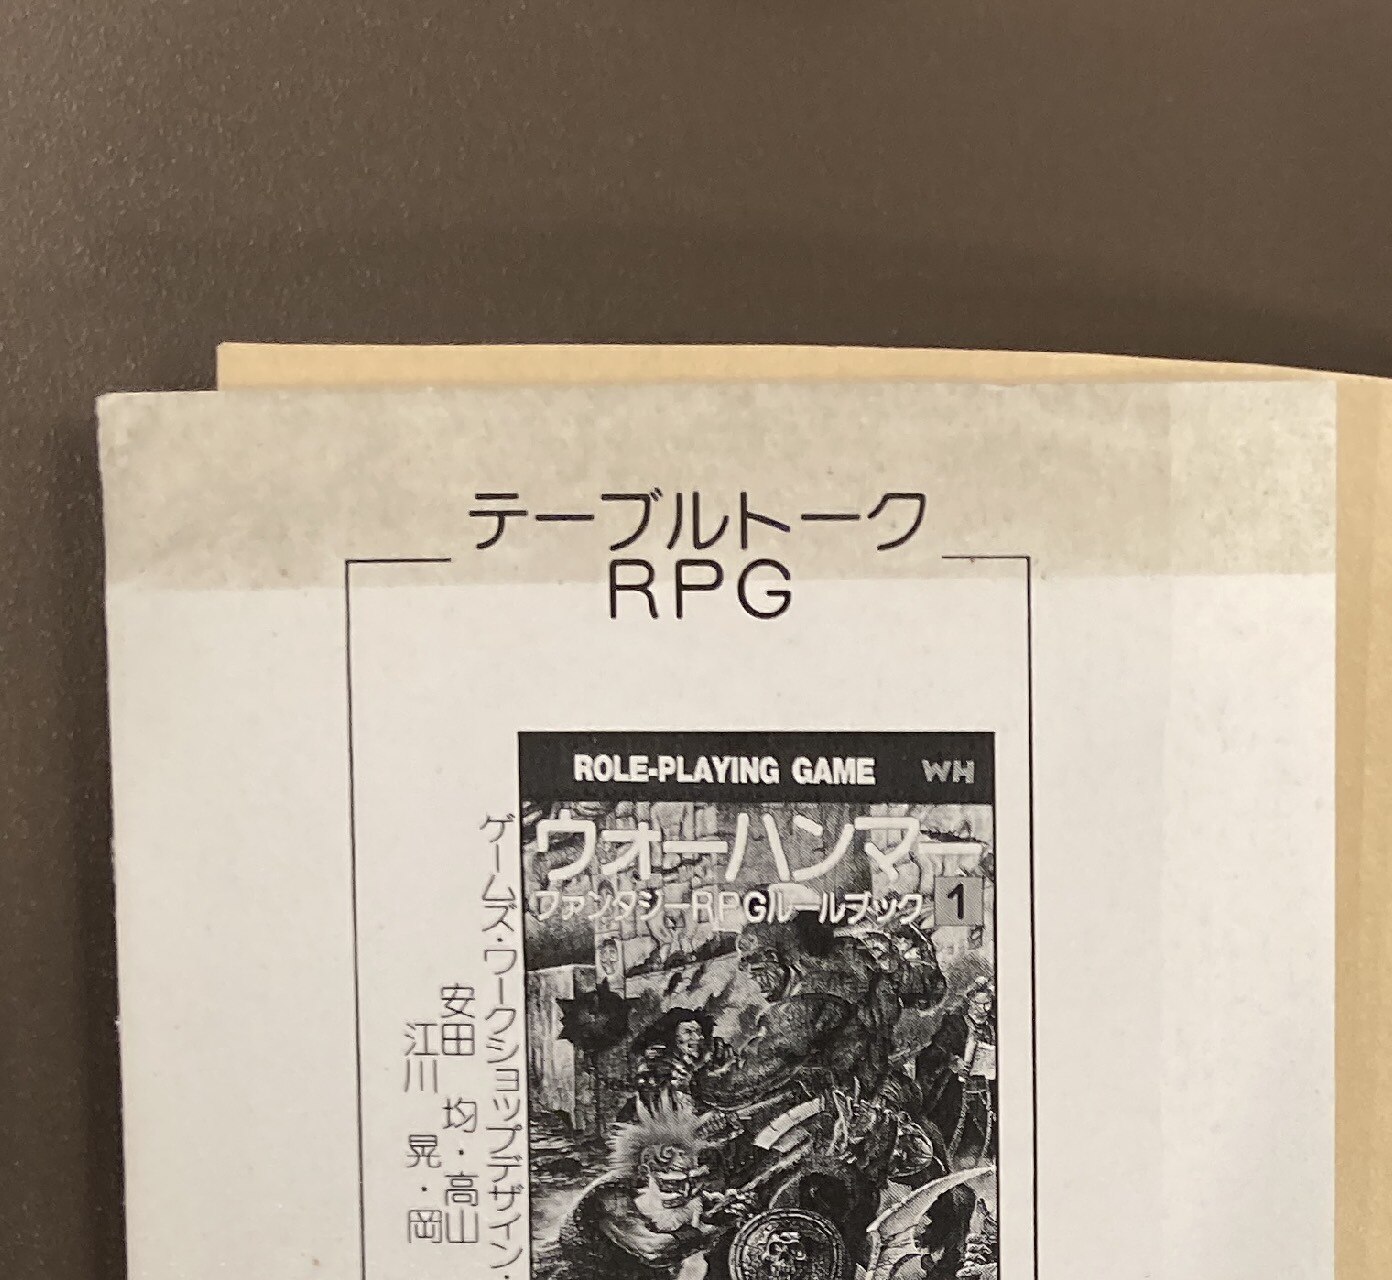 テーブルトーク
RPG
ROLE-PLAYING GAME WH
ウォーハンマー
ファンタジーRPGルールブック 1
ゲームズ・ワークショップデザイン・
安田 均・高山
江川 晃・岡